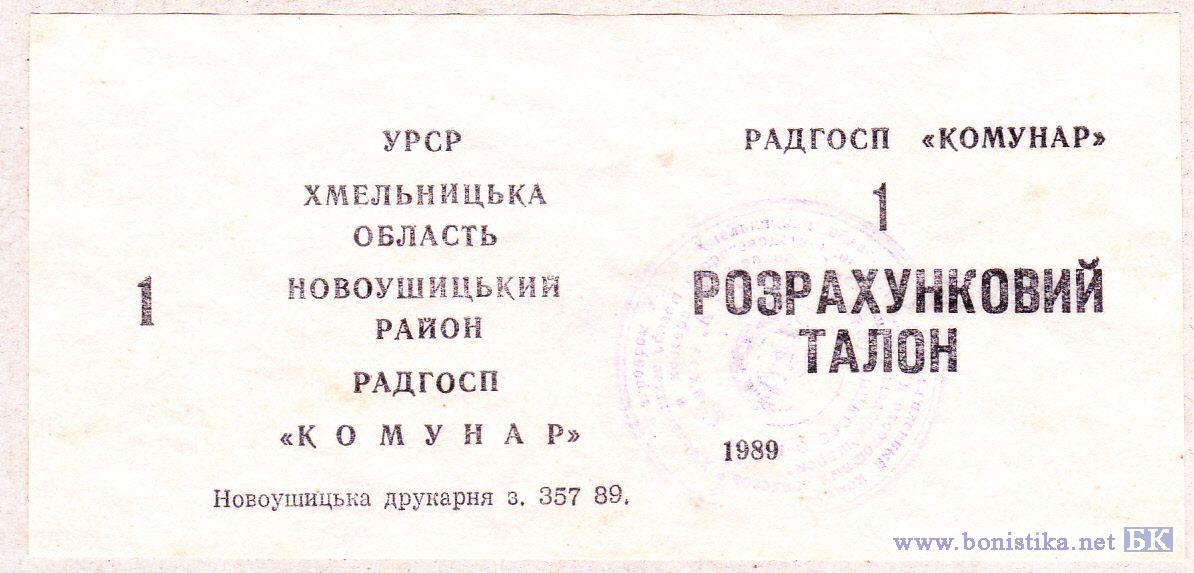 УРСР
ХМЕЛЬНИЦЬКА
ОБЛАСТЬ
1
НОВОУШИЦЬКИЙ
РАЙОН
РАДГОСП
«КОМУНАР»
Новоушицька друкарня з. 357 89.
РАДГОСП «КОМУНАР»
1
РОЗРАХУНКОВИЙ
ТАЛОН
1989
www.bonistika.net БК